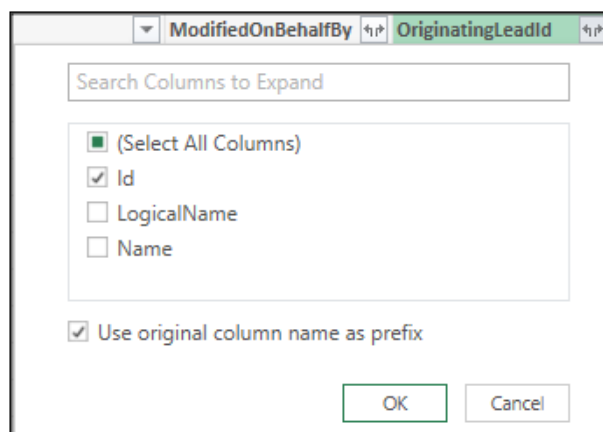 ModifiedOnBehalfBy OriginatingLeadId
Search Columns to Expand
(Select All Columns)
Id
LogicalName
Name
Use original column name as prefix
OK Cancel